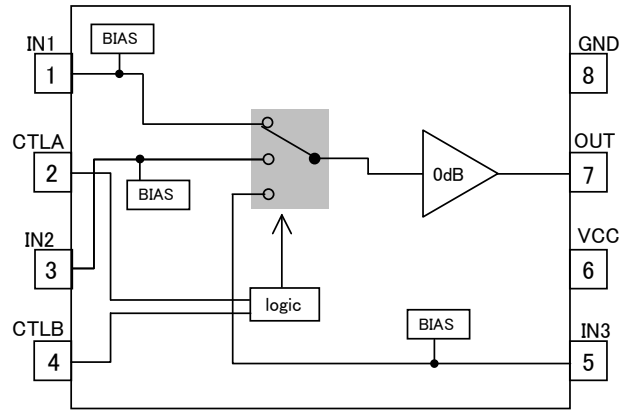 IN1
1
BIAS
GND
8
CTLA
2
BIAS
0dB
OUT
7
IN2
3
VCC
6
logic
CTLB
4
BIAS
IN3
5